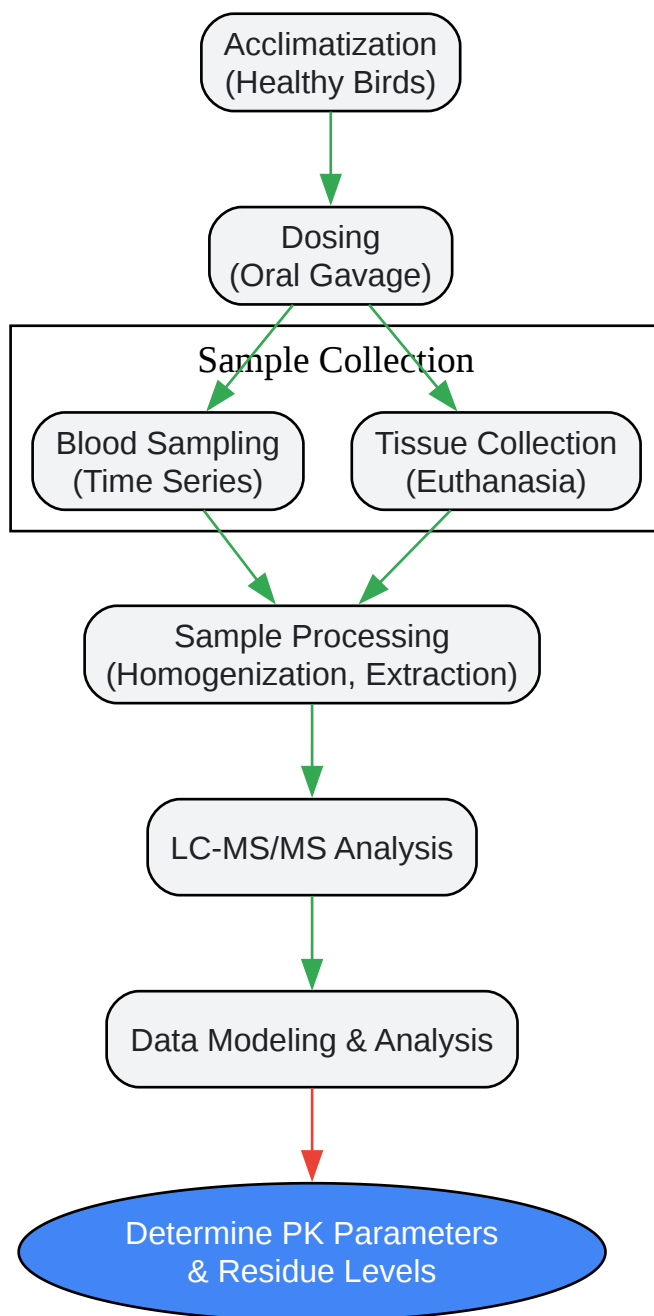 Acclimatization
(Healthy Birds)
Dosing
(Oral Gavage)
Sample Collection
Blood Sampling
(Time Series)
Tissue Collection
(Euthanasia)
Sample Processing
(Homogenization, Extraction)
LC-MS/MS Analysis
Data Modeling & Analysis
Determine PK Parameters
& Residue Levels